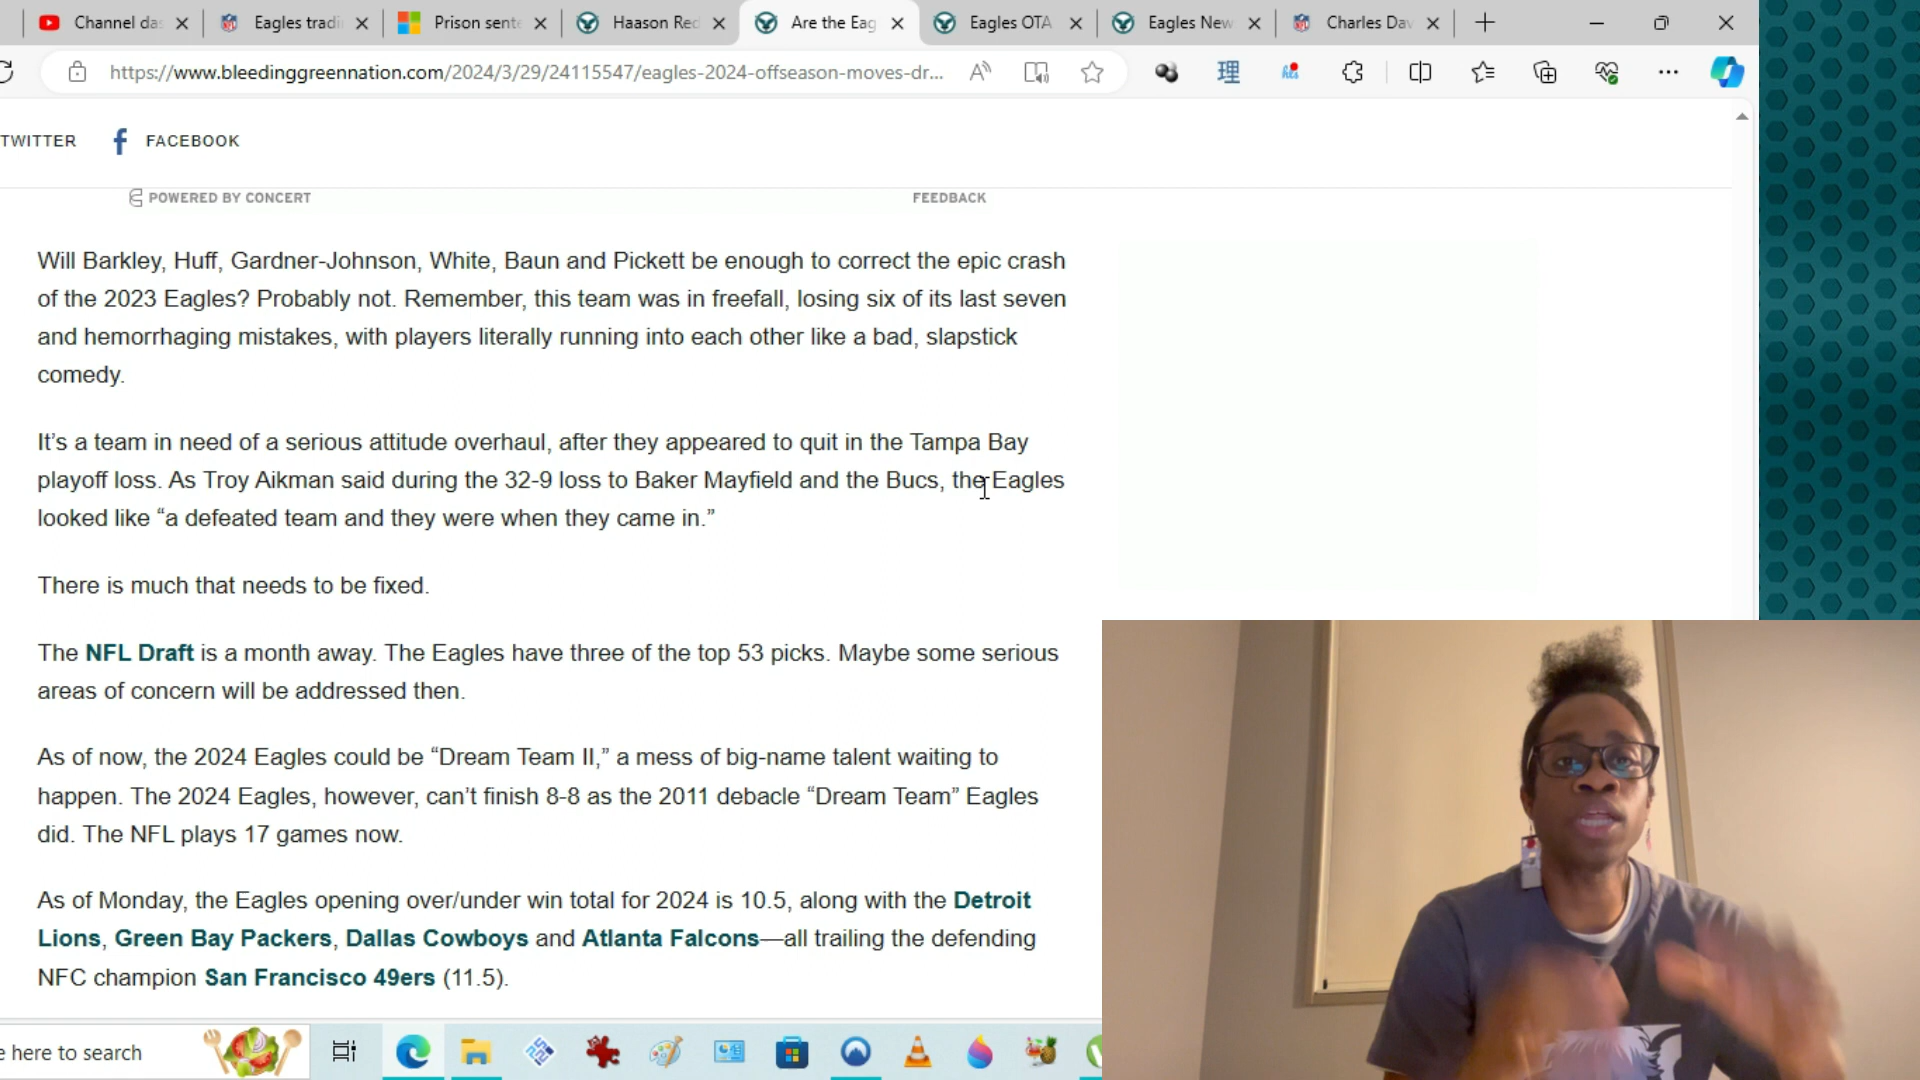 Channel da
Eagles tradi
Prison sente
Haason Red
Are the Eag
Eagles OTA
Eagles New
Charles Dav
https://www.bleedinggreennation.com/2024/3/29/24115547/eagles-2024-offseason-moves-dr...
理
TWITTER
FACEBOOK
POWERED BY CONCERT
FEEDBACK
Will Barkley, Huff, Gardner-Johnson, White, Baun and Pickett be enough to correct the epic crash
of the 2023 Eagles? Probably not. Remember, this team was in freefall, losing six of its last seven
and hemorrhaging mistakes, with players literally running into each other like a bad, slapstick
comedy.
It’s a team in need of a serious attitude overhaul, after they appeared to quit in the Tampa Bay
playoff loss. As Troy Aikman said during the 32-9 loss to Baker Mayfield and the Bucs, the Eagles
looked like “a defeated team and they were when they came in.”
There is much that needs to be fixed.
The NFL Draft is a month away. The Eagles have three of the top 53 picks. Maybe some serious
areas of concern will be addressed then.
As of now, the 2024 Eagles could be “Dream Team II,” a mess of big-name talent waiting to
happen. The 2024 Eagles, however, can’t finish 8-8 as the 2011 debacle “Dream Team” Eagles
did. The NFL plays 17 games now.
As of Monday, the Eagles opening over/under win total for 2024 is 10.5, along with the Detroit
Lions, Green Bay Packers, Dallas Cowboys and Atlanta Falcons—all trailing the defending
NFC champion San Francisco 49ers (11.5).
e here to search